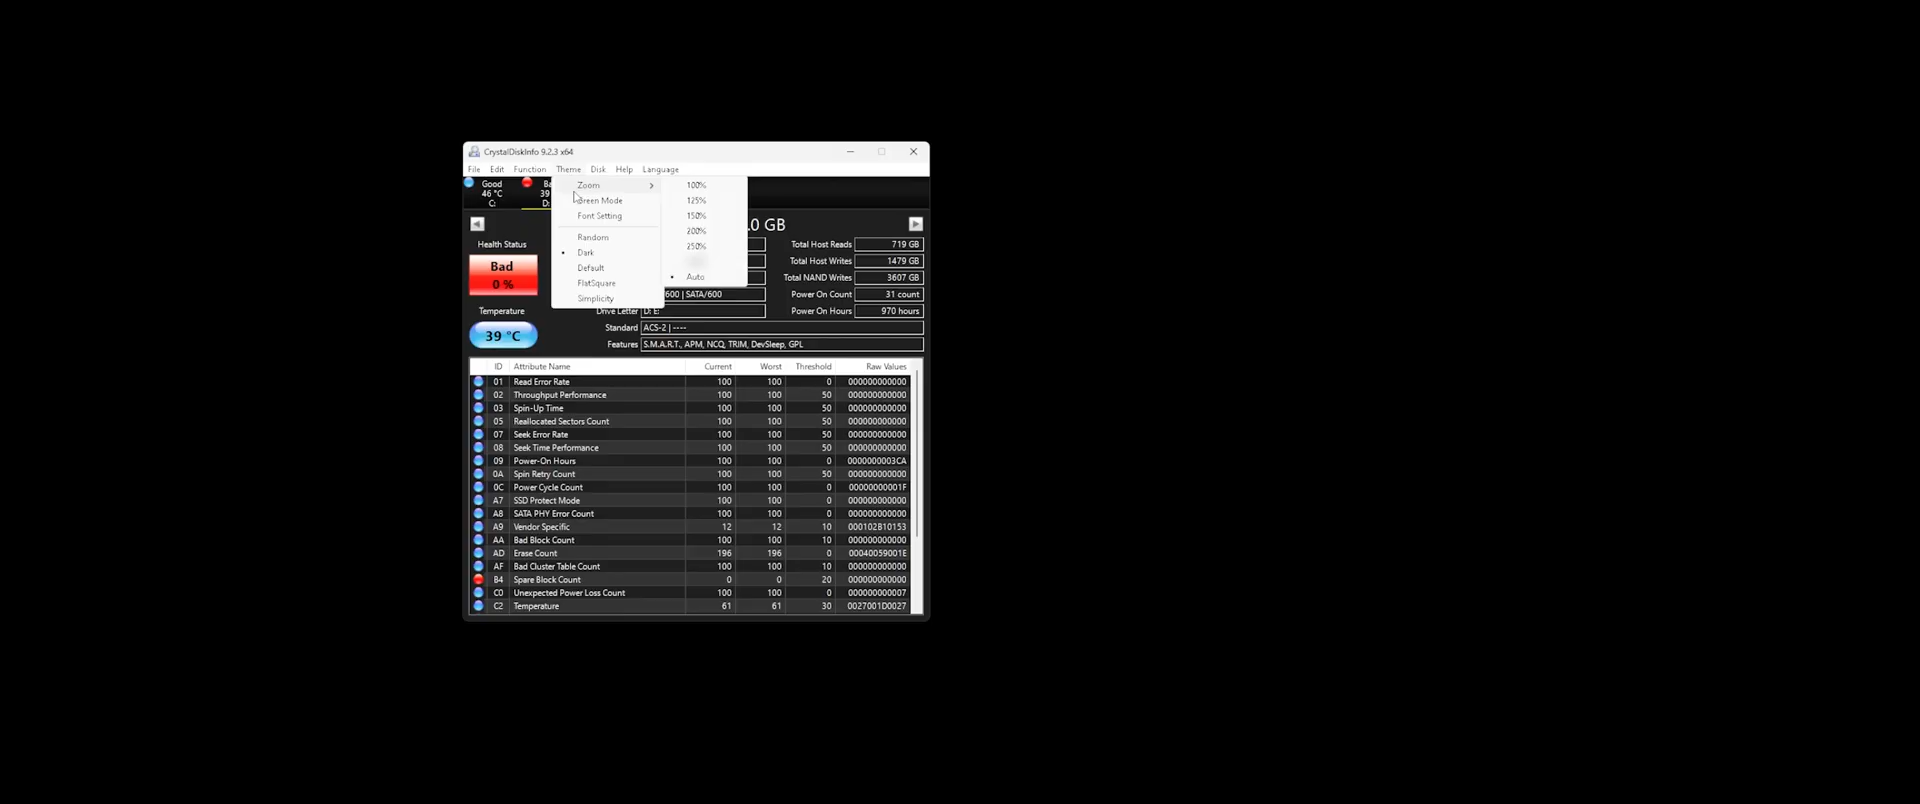 CrystalDiskInfo 9.2.3 x64
File Edit Function Theme Disk Help Language
Good
46 °C
C:
39
D:
Zoom
Green Mode
Font Setting
Random
Dark
Default
FlatSquare
Simplicity
100%
125%
150%
200%
250%
Auto
.0 GB
Health Status
Bad
0 %
Temperature
39 °C
Total Host Reads 719 GB
Total Host Writes 1479 GB
Total NAND Writes 3607 GB
600 | SATA/600 Power On Count 31 count
Drive Letter D: E: Power On Hours 970 hours
Standard ACS-2 | ----
Features S.M.A.R.T., APM, NCQ, TRIM, DevSleep, GPL
ID Attribute Name Current Worst Threshold Raw Values
01 Read Error Rate 100 100 0 000000000000
02 Throughput Performance 100 100 50 000000000000
03 Spin-Up Time 100 100 50 000000000000
05 Reallocated Sectors Count 100 100 50 000000000000
07 Seek Error Rate 100 100 50 000000000000
08 Seek Time Performance 100 100 50 000000000000
09 Power-On Hours 100 100 0 0000000003CA
0A Spin Retry Count 100 100 50 000000000000
0C Power Cycle Count 100 100 0 00000000001F
A7 SSD Protect Mode 100 100 0 000000000000
A8 SATA PHY Error Count 100 100 0 000000000000
A9 Vendor Specific 12 12 10 000102B10153
AA Bad Block Count 100 100 10 000000000000
AD Erase Count 196 196 0 00040059001E
AF Bad Cluster Table Count 100 100 10 000000000000
B4 Spare Block Count 0 0 20 000000000000
C0 Unexpected Power Loss Count 100 100 0 000000000007
C2 Temperature 61 61 30 0027001D0027